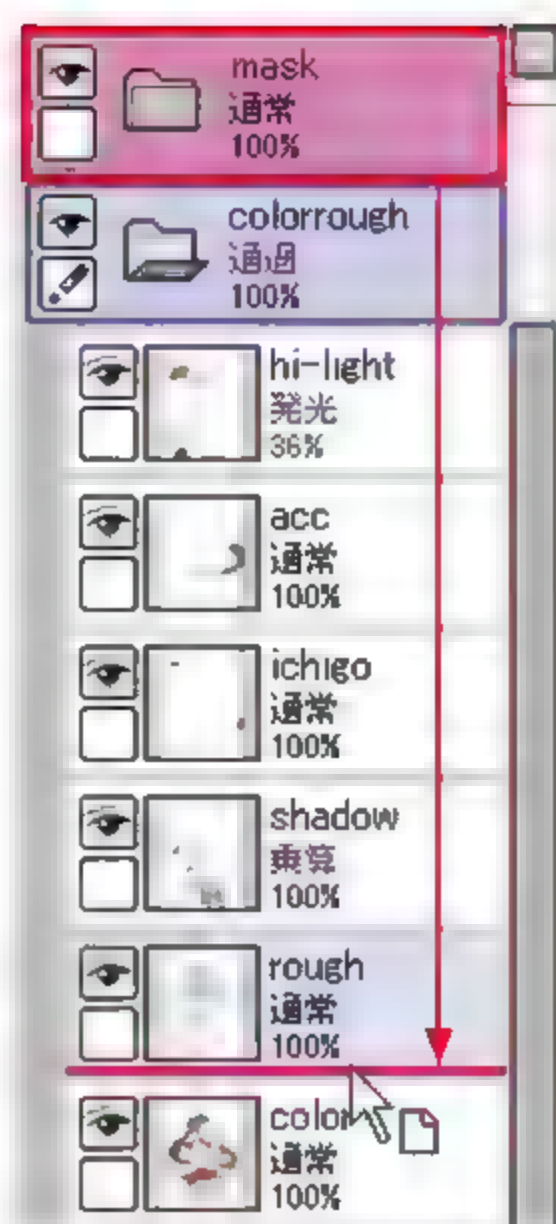 mask
通常
100%
colorrough
通過
100%
hi-light
発光
36%
acc
通常
100%
ichigo
通常
100%
shadow
乗算
100%
rough
通常
100%
color
通常
100%